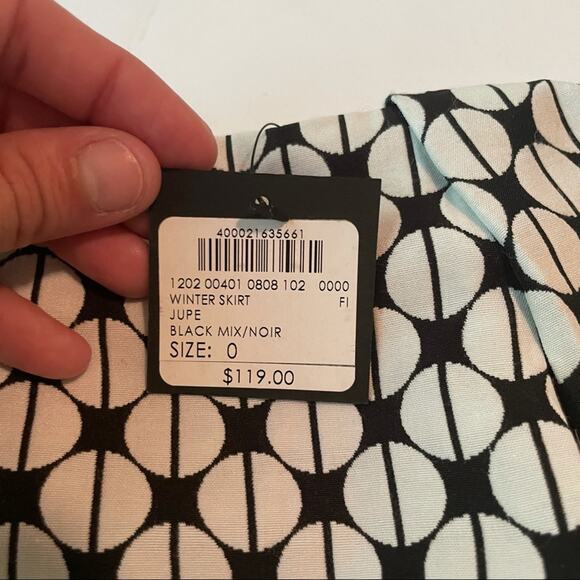 400021635661
1202 00401 0808 102 0000
WINTER SKIRT FI
JUPE
BLACK MIX/NOIR
SIZE: 0
$119.00